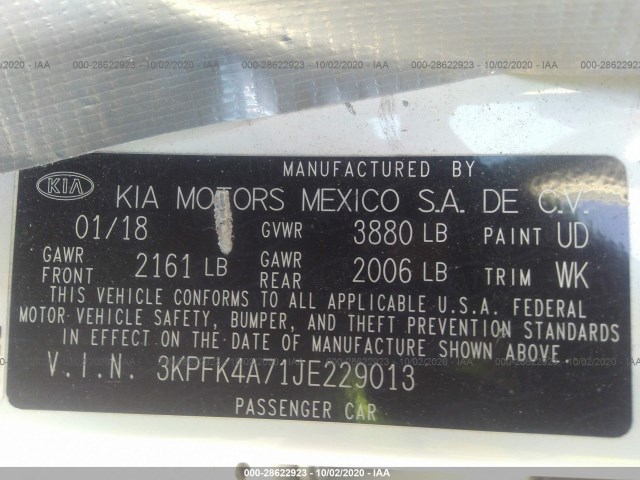 000-28622923 - 10/02/2020 - IAA
MANUFACTURED BY
KIA KIA MOTORS MEXICO S.A. DE C.V.
01/18 GVWR 3880 LB PAINT UD
GAWR FRONT 2161 LB GAWR REAR 2006 LB TRIM WK
THIS VEHICLE CONFORMS TO ALL APPLICABLE U.S.A. FEDERAL
MOTOR VEHICLE SAFETY, BUMPER, AND THEFT PREVENTION STANDARDS
IN EFFECT ON THE DATE OF MANUFACTURE SHOWN ABOVE.
V.I.N. 3KPFK4A71JE229013
PASSENGER CAR
000-28622923 - 10/02/2020 - IAA